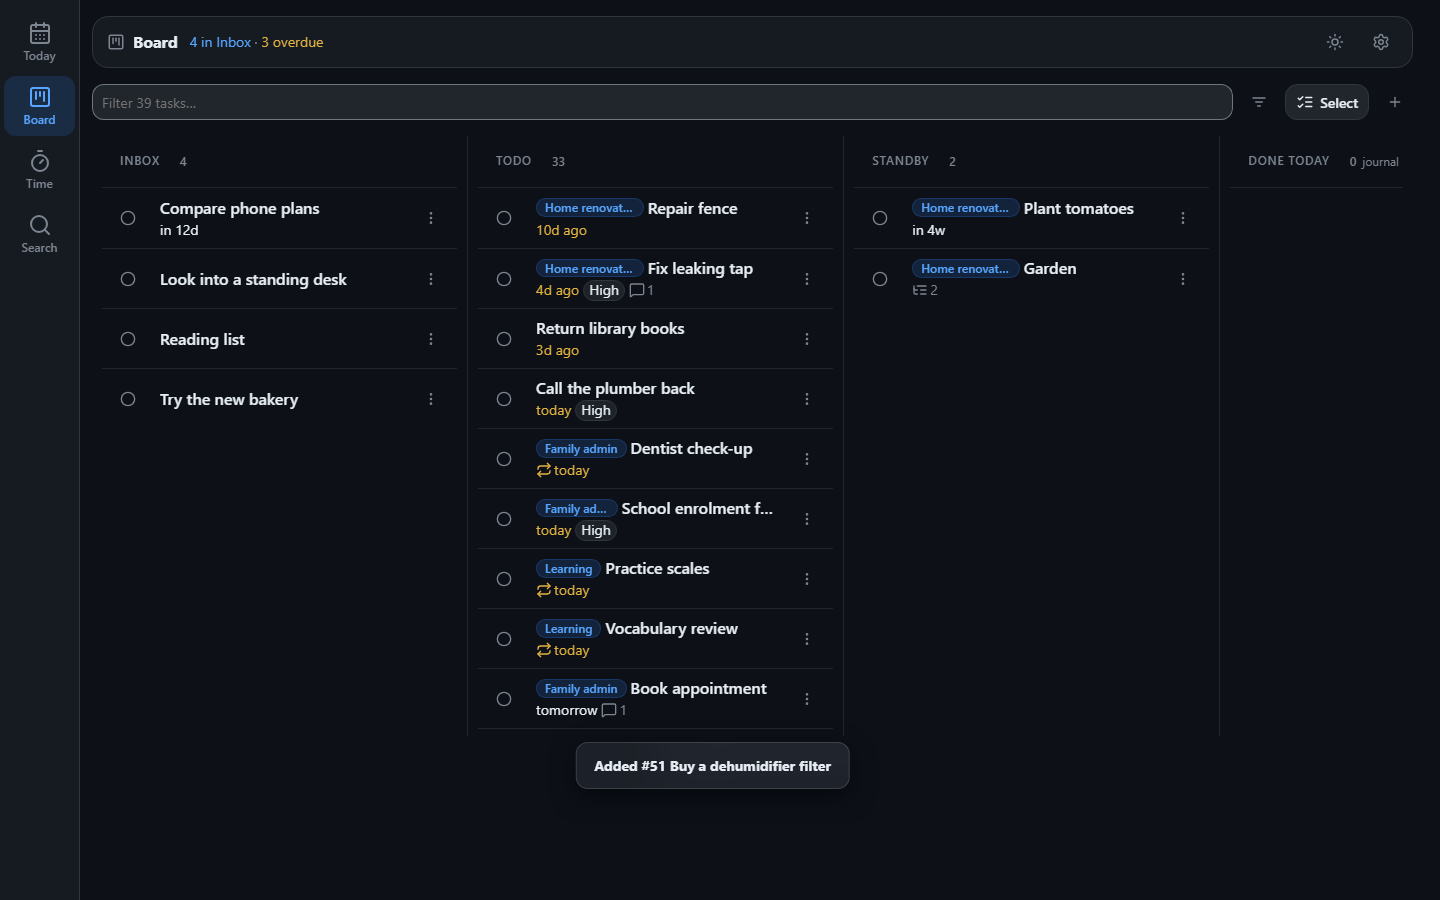 Today
Board
Time
Search
Board 4 in Inbox · 3 overdue
Filter 39 tasks...
Select
INBOX 4
Compare phone plans
in 12d
Look into a standing desk
Reading list
Try the new bakery
TODO 33
Home renovat... Repair fence
10d ago
Home renovat... Fix leaking tap
4d ago High 1
Return library books
3d ago
Call the plumber back
today High
Family admin Dentist check-up
today
Family ad... School enrolment f...
today High
Learning Practice scales
today
Learning Vocabulary review
today
Family admin Book appointment
tomorrow 1
STANDBY 2
Home renovat... Plant tomatoes
in 4w
Home renovat... Garden
2
DONE TODAY 0 journal
Added #51 Buy a dehumidifier filter